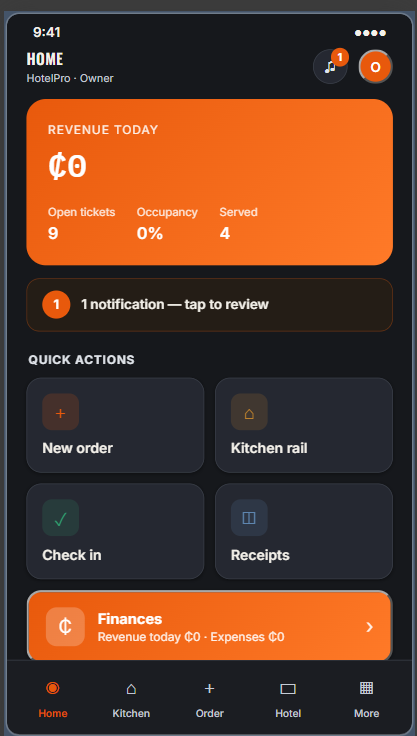 9:41
HOME
HotelPro · Owner
1
O
REVENUE TODAY
₵0
Open tickets Occupancy Served
9 0% 4
1 1 notification — tap to review
QUICK ACTIONS
New order Kitchen rail
Check in Receipts
₵ Finances
Revenue today ₵0 · Expenses ₵0
Home Kitchen Order Hotel More